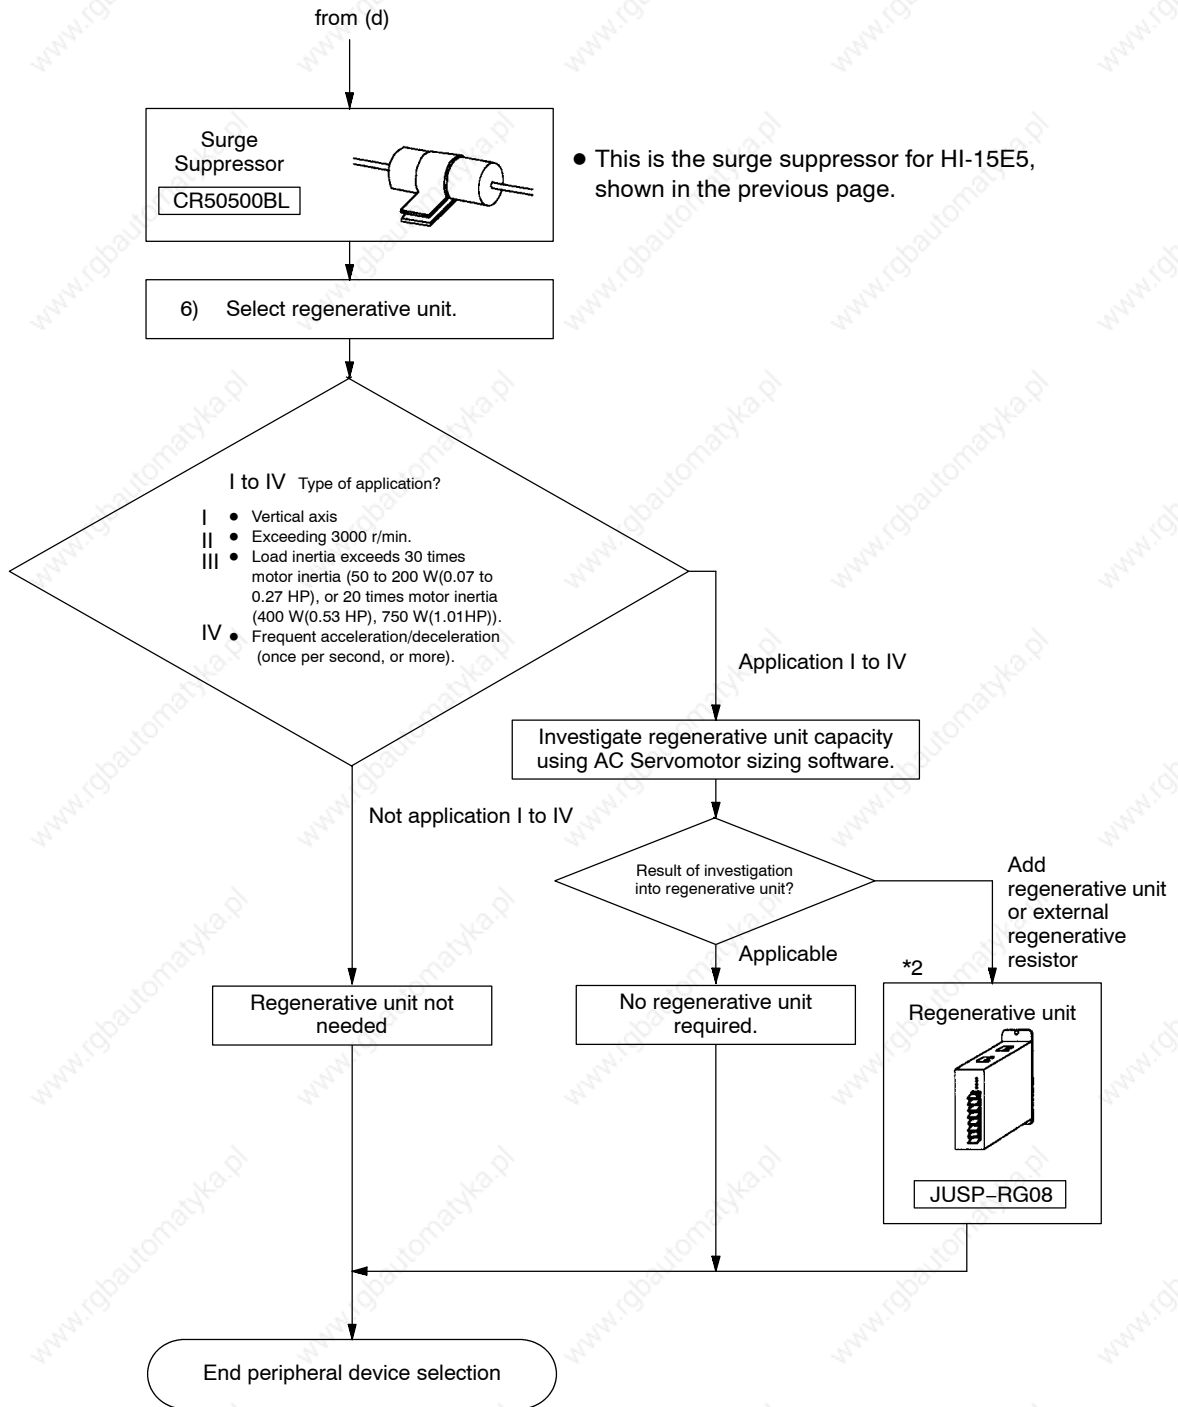 from (d)
Surge
Suppressor
CR50500BL
● This is the surge suppressor for HI-15E5,
shown in the previous page.
6) Select regenerative unit.
I to IV Type of application?
I ● Vertical axis
II ● Exceeding 3000 r/min.
III ● Load inertia exceeds 30 times
motor inertia (50 to 200 W(0.07 to
0.27 HP), or 20 times motor inertia
(400 W(0.53 HP), 750 W(1.01HP)).
IV ● Frequent acceleration/deceleration
(once per second, or more).
Application I to IV
Investigate regenerative unit capacity
using AC Servomotor sizing software.
Not application I to IV
Result of investigation
into regenerative unit?
Add
regenerative unit
or external
regenerative
resistor
Applicable
*2
Regenerative unit not
needed
No regenerative unit
required.
Regenerative unit
JUSP–RG08
End peripheral device selection
www.rgbautomatyka.pl